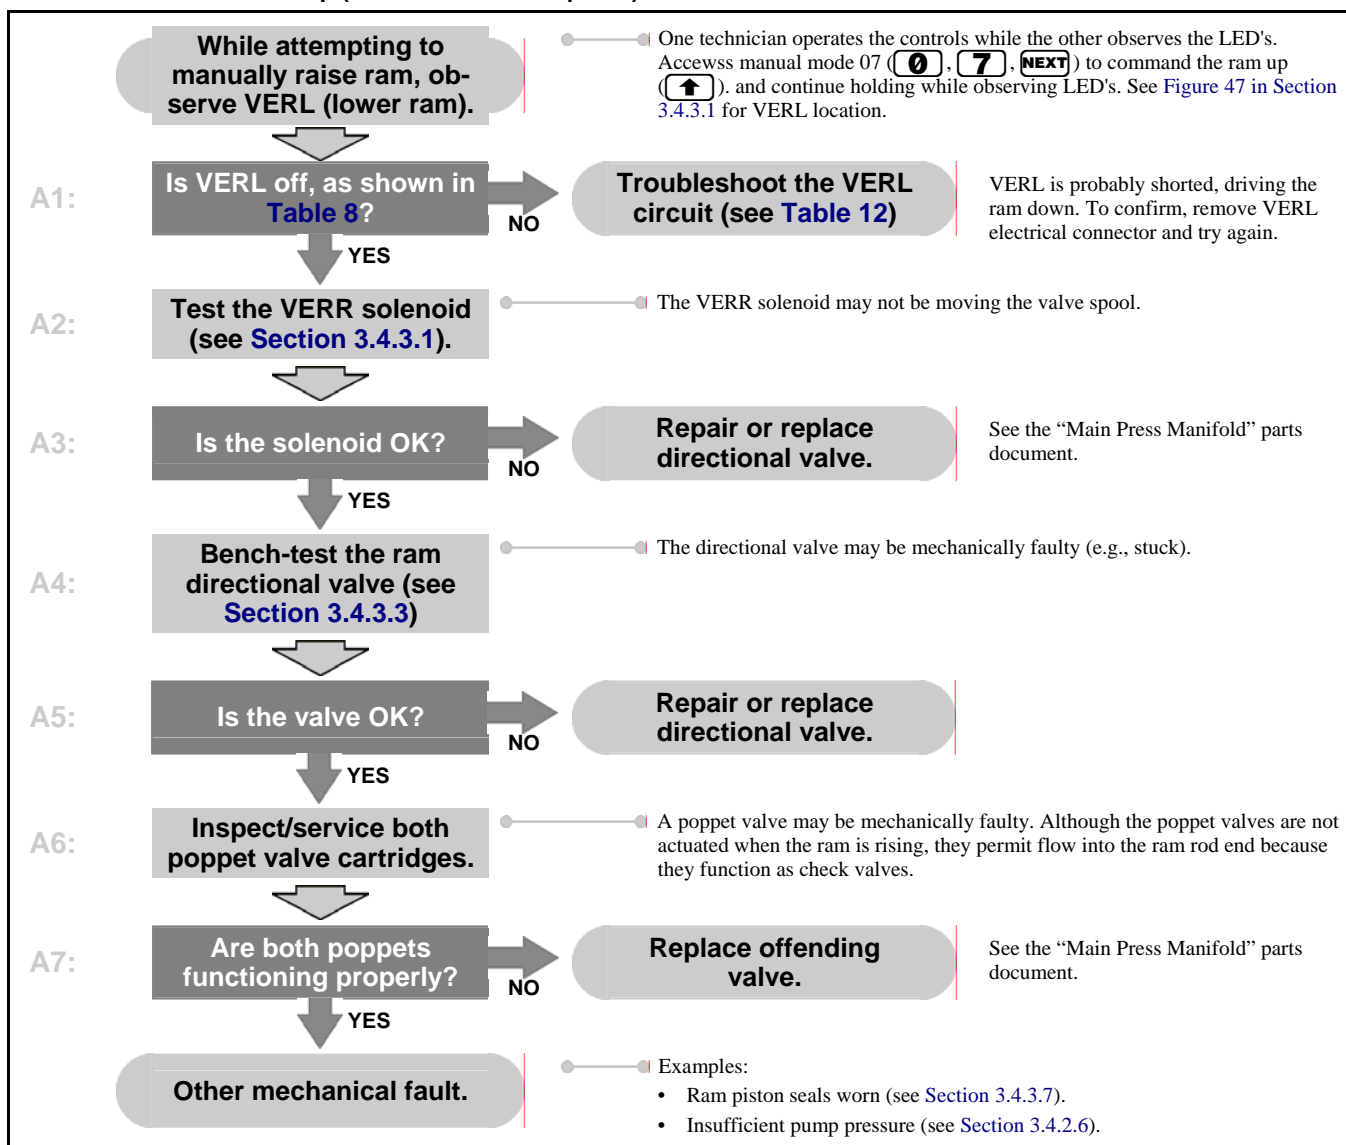 While attempting to
manually raise ram, ob-
serve VERL (lower ram).
One technician operates the controls while the other observes the LED's.
Accewss manual mode 07 ( 0 , 7 , NEXT ) to command the ram up
( ). and continue holding while observing LED's. See Figure 47 in Section
3.4.3.1 for VERL location.
A1:
Is VERL off, as shown in
Table 8?
NO
Troubleshoot the VERL
circuit (see Table 12)
VERL is probably shorted, driving the
ram down. To confirm, remove VERL
electrical connector and try again.
YES
A2:
Test the VERR solenoid
(see Section 3.4.3.1).
The VERR solenoid may not be moving the valve spool.
A3:
Is the solenoid OK?
NO
Repair or replace
directional valve.
See the “Main Press Manifold” parts
document.
YES
A4:
Bench-test the ram
directional valve (see
Section 3.4.3.3)
The directional valve may be mechanically faulty (e.g., stuck).
A5:
Is the valve OK?
NO
Repair or replace
directional valve.
YES
A6:
Inspect/service both
poppet valve cartridges.
A poppet valve may be mechanically faulty. Although the poppet valves are not
actuated when the ram is rising, they permit flow into the ram rod end because
they function as check valves.
A7:
Are both poppets
functioning properly?
NO
Replace offending
valve.
See the “Main Press Manifold” parts
document.
YES
Other mechanical fault.
Examples:
• Ram piston seals worn (see Section 3.4.3.7).
• Insufficient pump pressure (see Section 3.4.2.6).